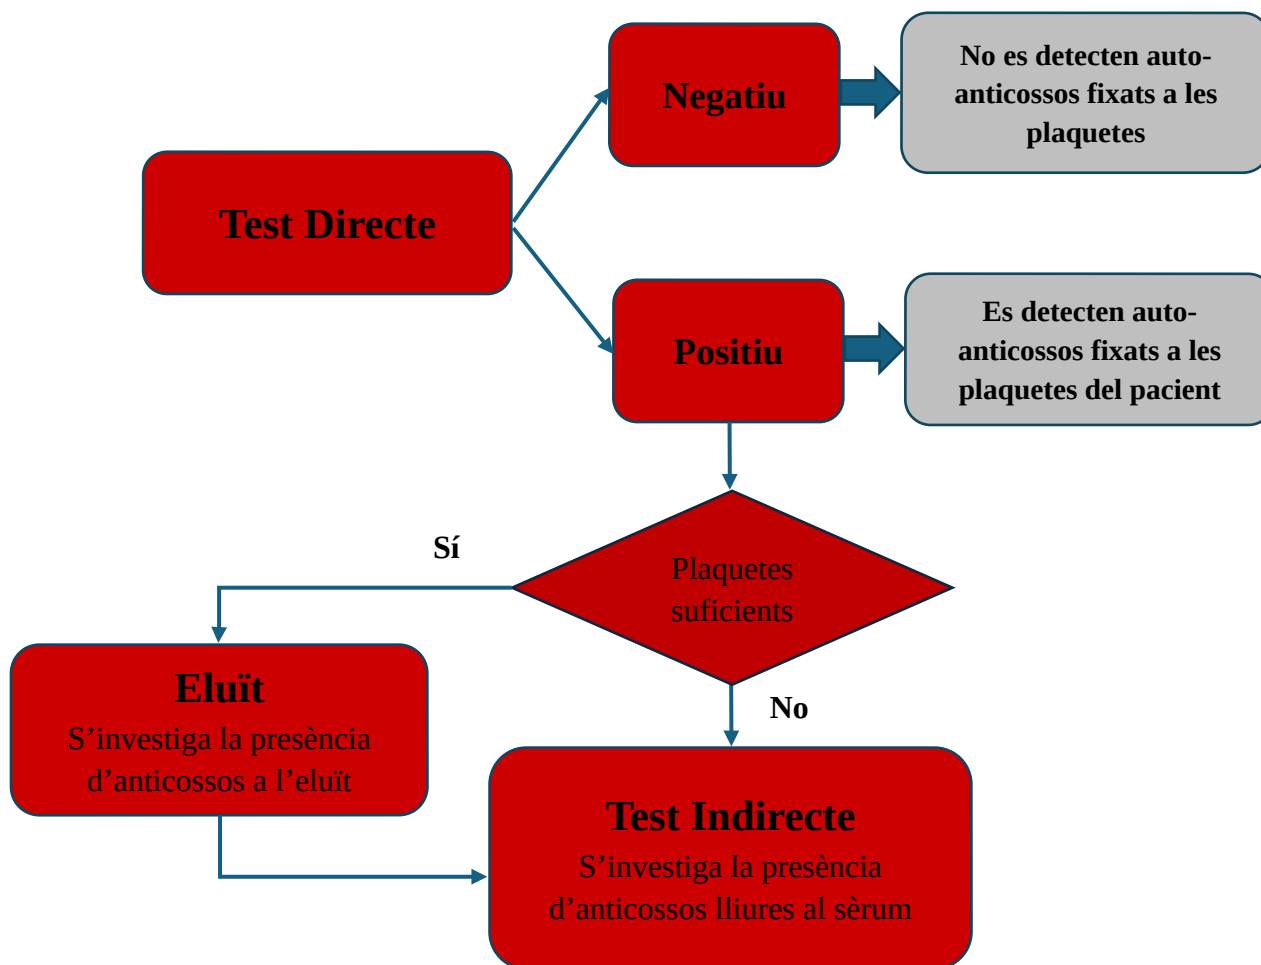 Negatiu
No es detecten auto-
anticossos fixats a les
plaquetes
Test Directe
Positiu
Es detecten auto-
anticossos fixats a les
plaquetes del pacient
Sí
Plaquetes
suficients
No
Eluït
S’investiga la presència
d’anticossos a l’eluït
Test Indirecte
S’investiga la presència
d’anticossos lliures al sèrum